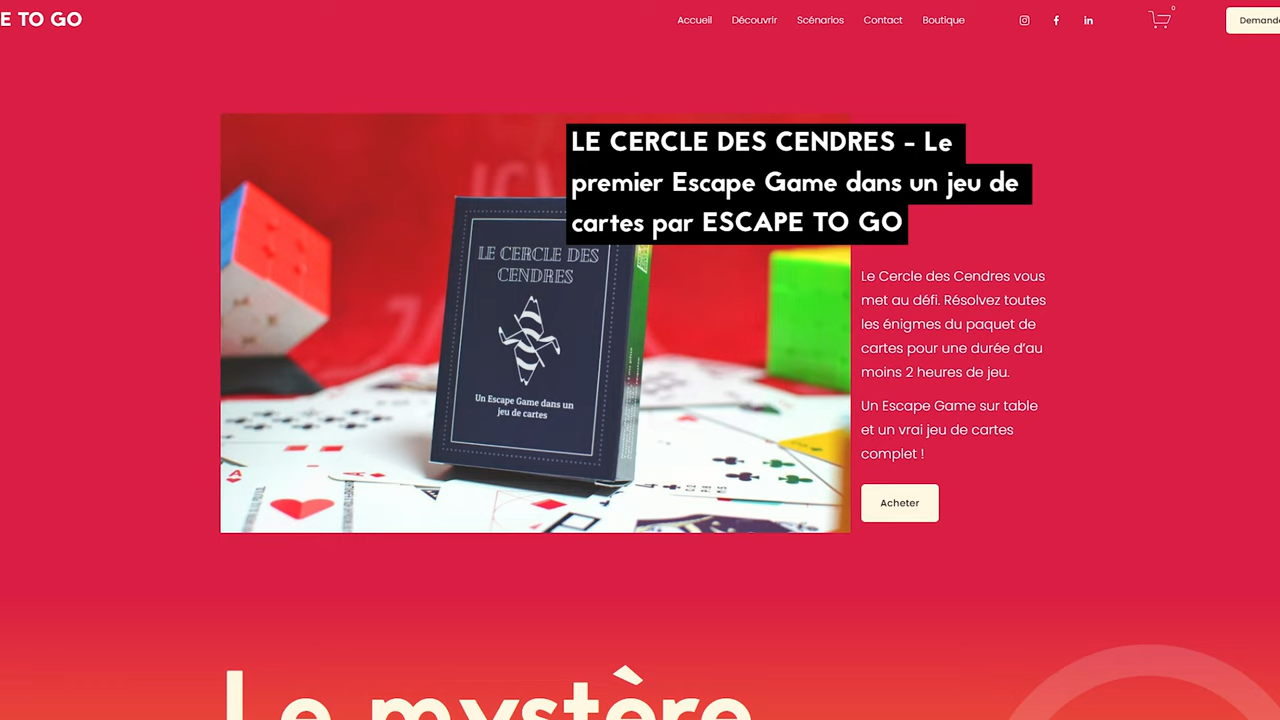 E TO GO
Accueil Découvrir Scénarios Contact Boutique
0
Demande
LE CERCLE DES CENDRES - Le
premier Escape Game dans un jeu de
cartes par ESCAPE TO GO
LE CERCLE DES
CENDRES
Un Escape Game dans un
jeu de cartes
Le Cercle des Cendres vous
met au défi. Résolvez toutes
les énigmes du paquet de
cartes pour une durée d'au
moins 2 heures de jeu.
Un Escape Game sur table
et un vrai jeu de cartes
complet !
Acheter
Le mystère